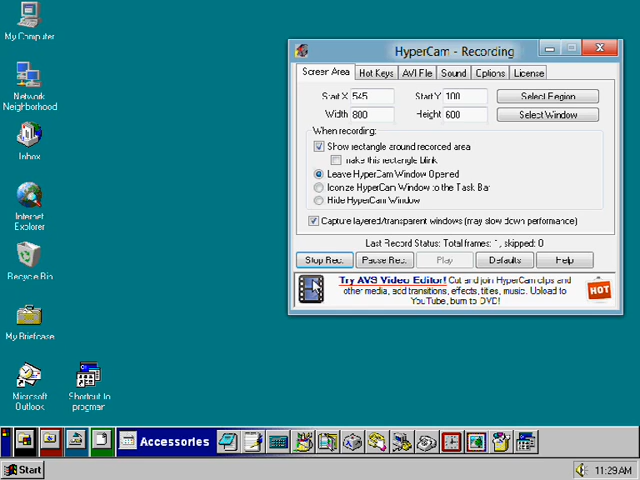 My Computer
Network
Neighborhood
Inbox
Internet
Explorer
Recycle Bin
My Briefcase
Microsoft
Outlook
Shortcut to
progman
HyperCam - Recording
Screen Area Hot Keys AVI File Sound Options License
Start X 545 Start Y 100 Select Region
Width 800 Height 600 Select Window
When recording:
Show rectangle around recorded area
make this rectangle blink
Leave HyperCam Window Opened
Iconize HyperCam Window to the Task Bar
Hide HyperCam Window
Capture layered/transparent windows (may slow down performance)
Last Record Status: Total frames: 1, skipped: 0
Stop Rec. Pause Rec. Play Defaults Help
Try AVS Video Editor! Cut and join HyperCam clips and
other media, add transitions, effects, titles, music. Upload to
YouTube, burn to DVD!
HOT
Accessories
Start 11:29 AM